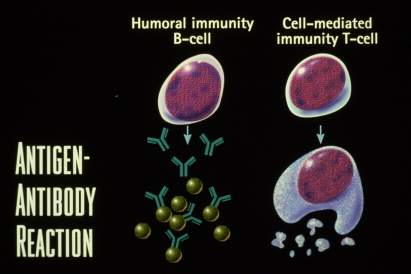 Humoral immunity
B-cell
Cell-mediated
immunity T-cell
ANTIGEN-
ANTIBODY
REACTION